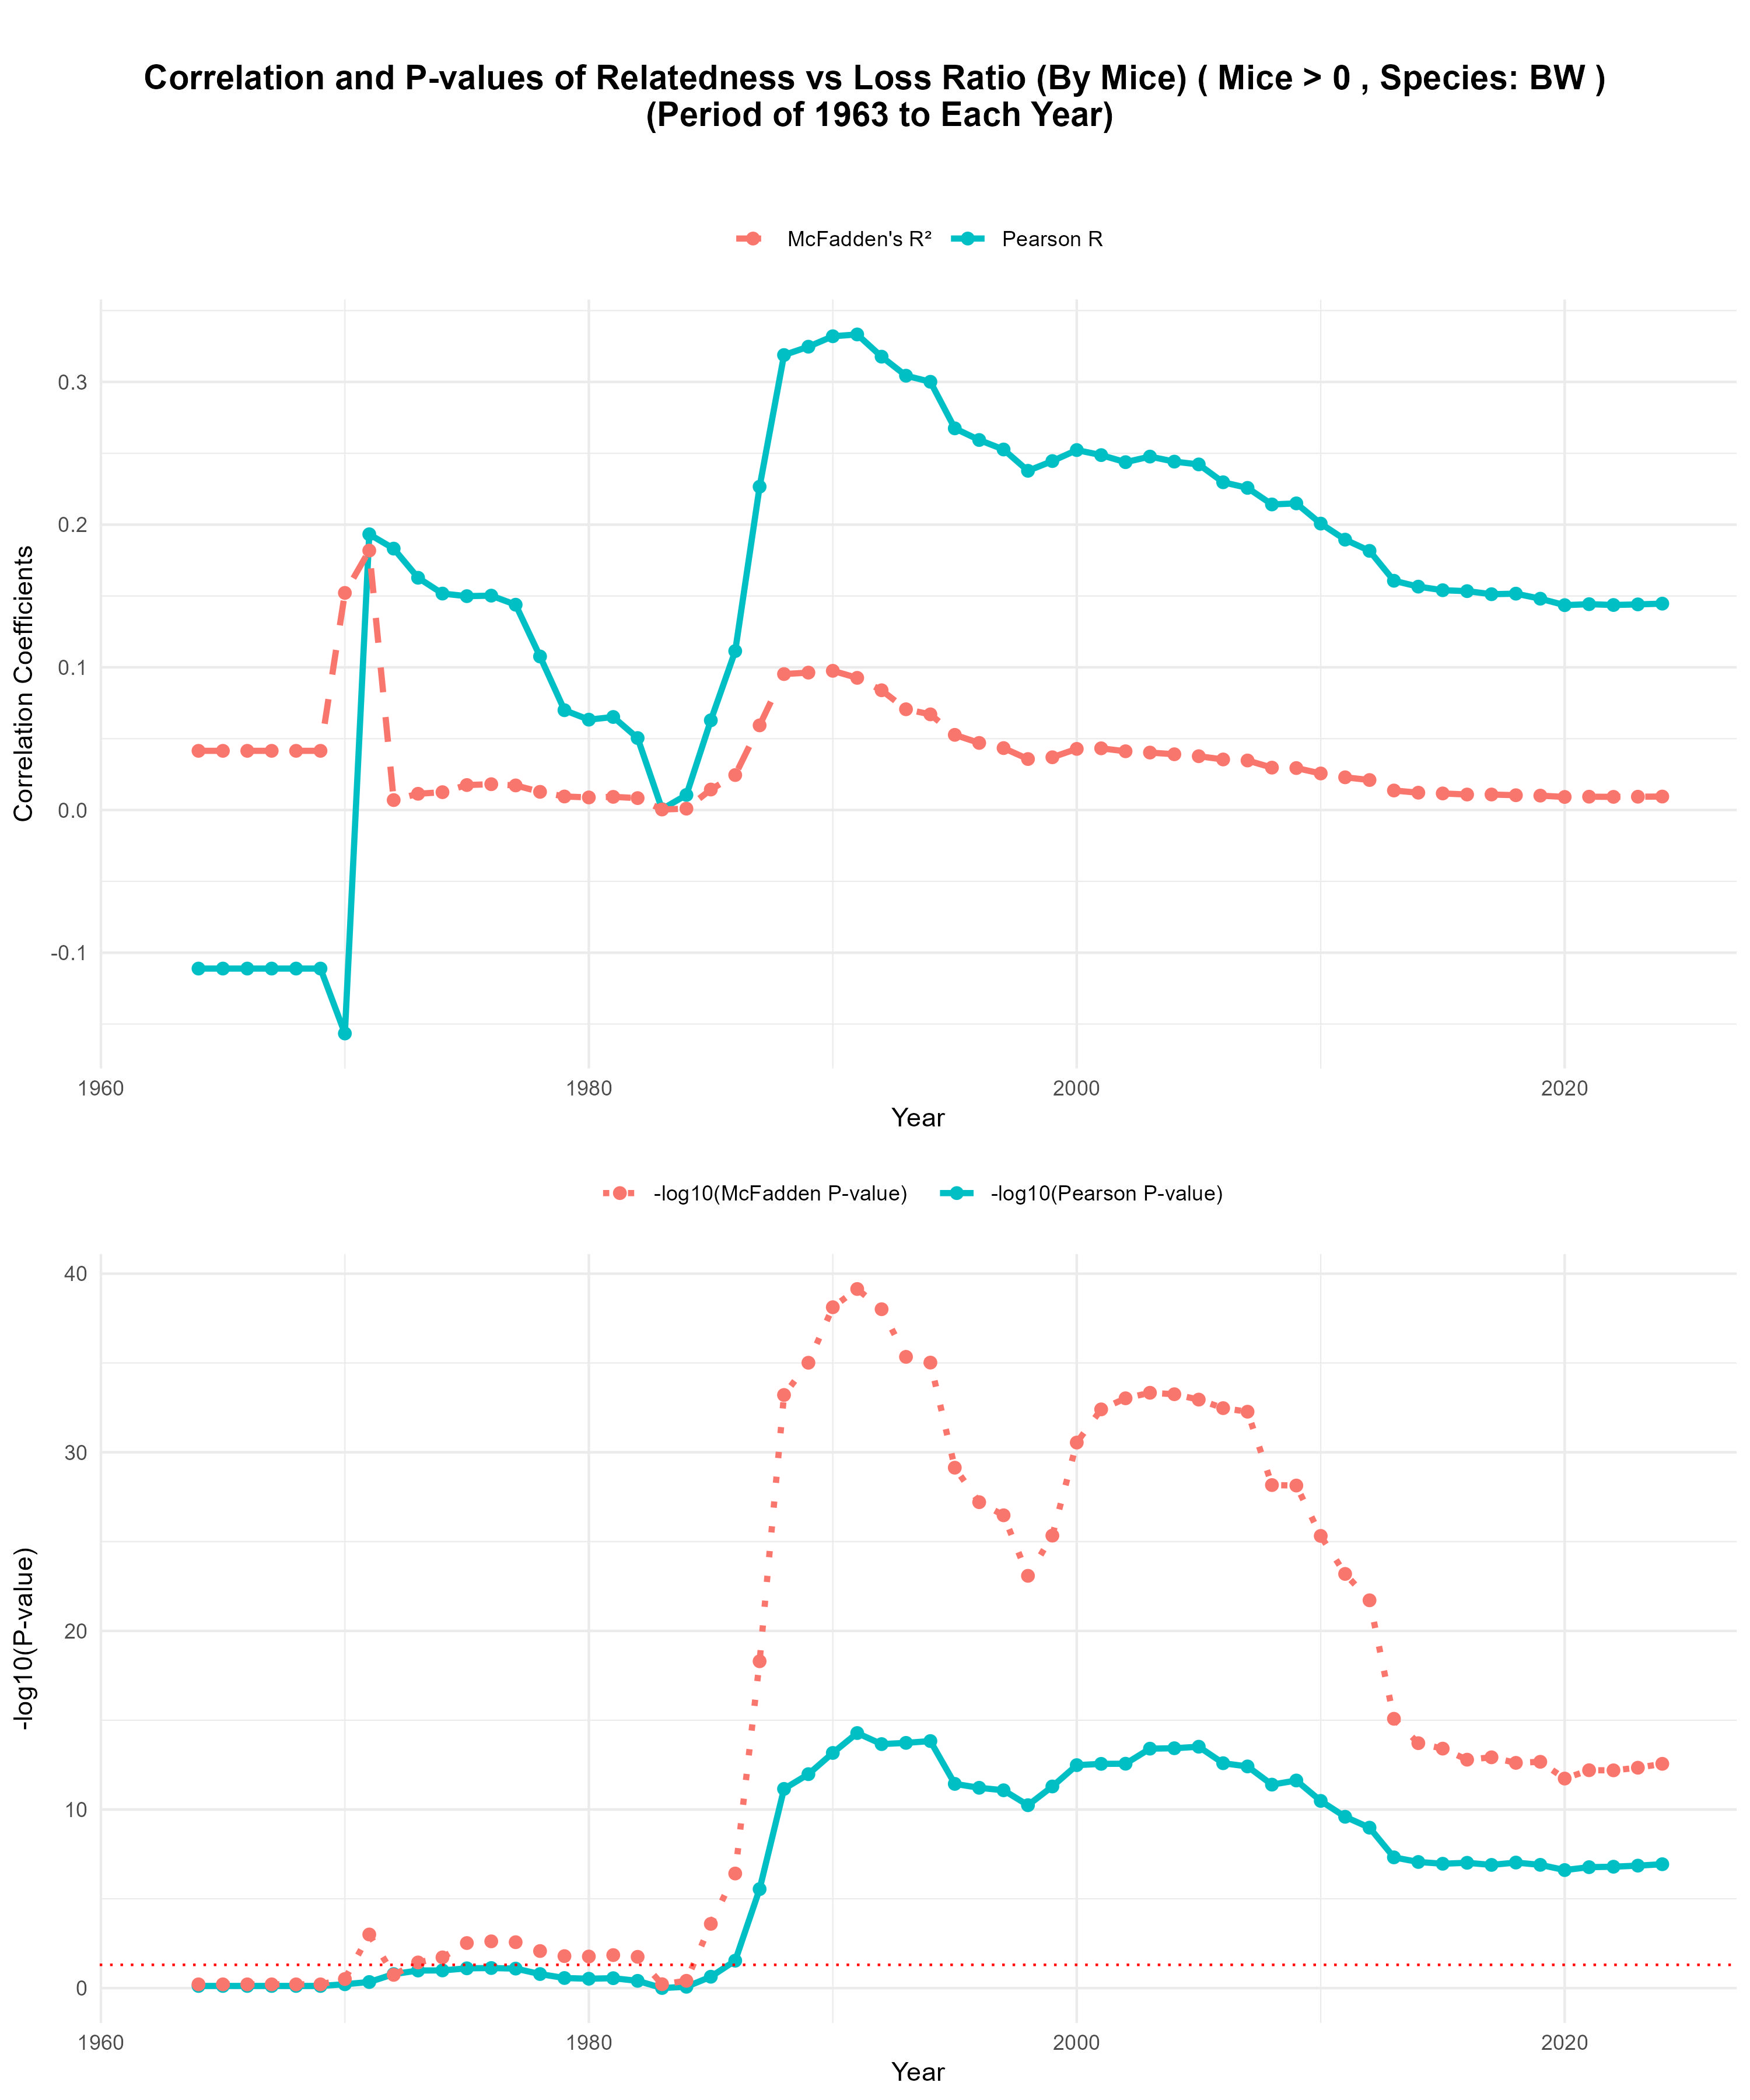 Correlation and P-values of Relatedness vs Loss Ratio (By Mice) ( Mice > 0 , Species: BW )
(Period of 1963 to Each Year)
McFadden's R² Pearson R
0.3
0.2
0.1
0.0
-0.1
Correlation Coefficients
1960 1980 2000 2020
Year
-log10(McFadden P-value) -log10(Pearson P-value)
40
30
20
10
0
-log10(P-value)
1960 1980 2000 2020
Year